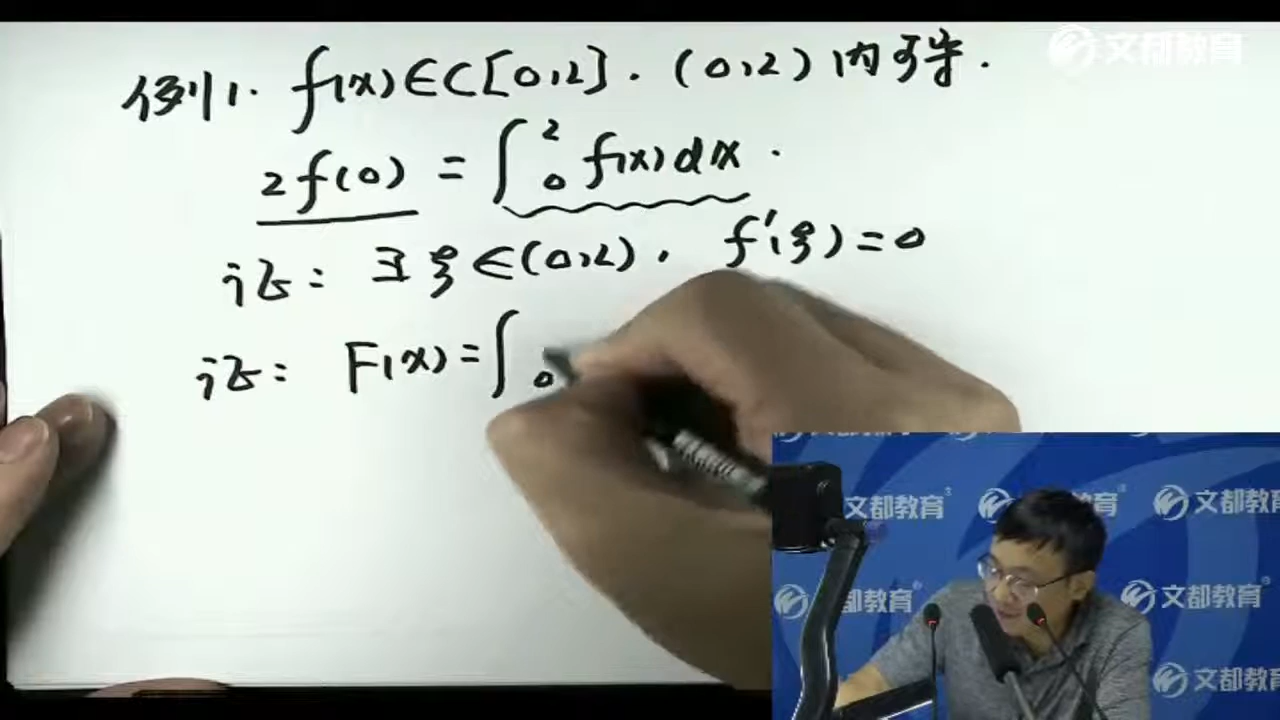 文都教育
例1. f(x)∈C[0,2]. (0,2)内可导.
2f(0) = ∫₀² f(x)dx.
证: ∃ξ∈(0,2). f'(ξ)=0
证: F(x)=∫₀
文都教育
文都教育
都教育
文都教育
文都教育